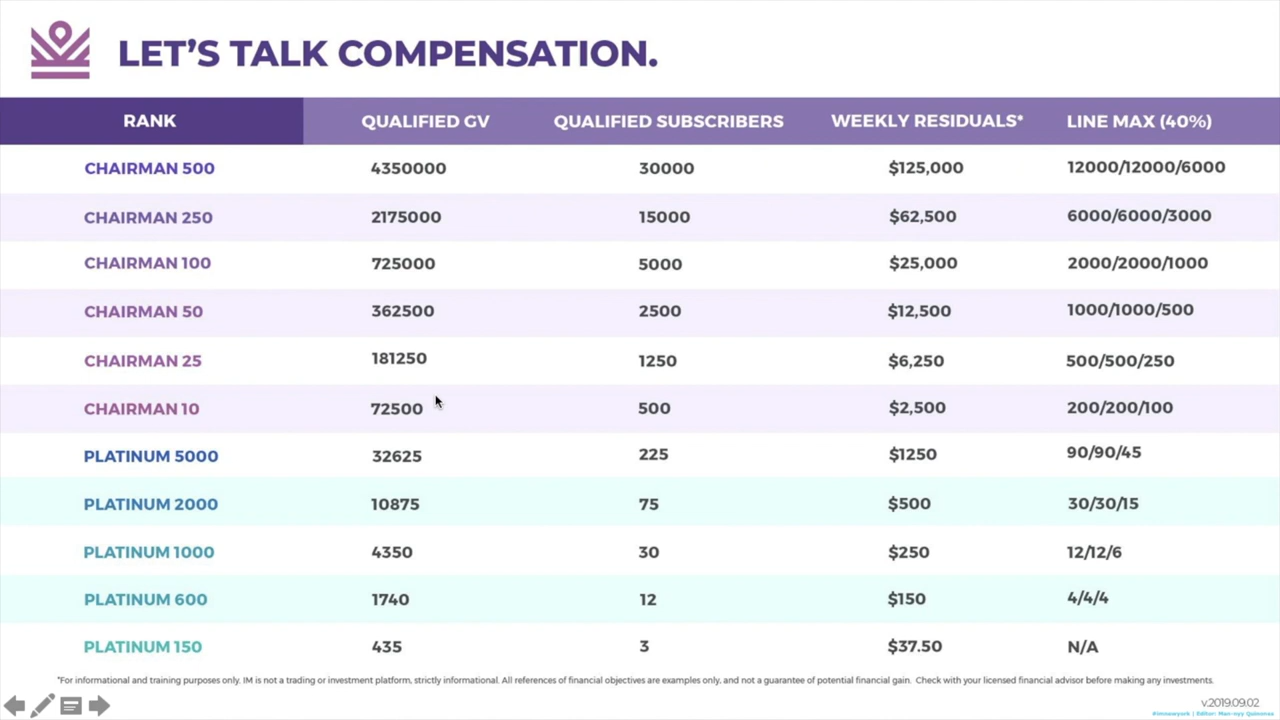 LET'S TALK COMPENSATION.
RANK QUALIFIED GV QUALIFIED SUBSCRIBERS WEEKLY RESIDUALS* LINE MAX (40%)
CHAIRMAN 500 4350000 30000 $125,000 12000/12000/6000
CHAIRMAN 250 2175000 15000 $62,500 6000/6000/3000
CHAIRMAN 100 725000 5000 $25,000 2000/2000/1000
CHAIRMAN 50 362500 2500 $12,500 1000/1000/500
CHAIRMAN 25 181250 1250 $6,250 500/500/250
CHAIRMAN 10 72500 500 $2,500 200/200/100
PLATINUM 5000 32625 225 $1250 90/90/45
PLATINUM 2000 10875 75 $500 30/30/15
PLATINUM 1000 4350 30 $250 12/12/6
PLATINUM 600 1740 12 $150 4/4/4
PLATINUM 150 435 3 $37.50 N/A
*For informational and training purposes only. IM is not a trading or investment platform, strictly informational. All references of financial objectives are examples only, and not a guarantee of potential financial gain. Check with your licensed financial advisor before making any investments.
v.2019.09.02
| Editor: